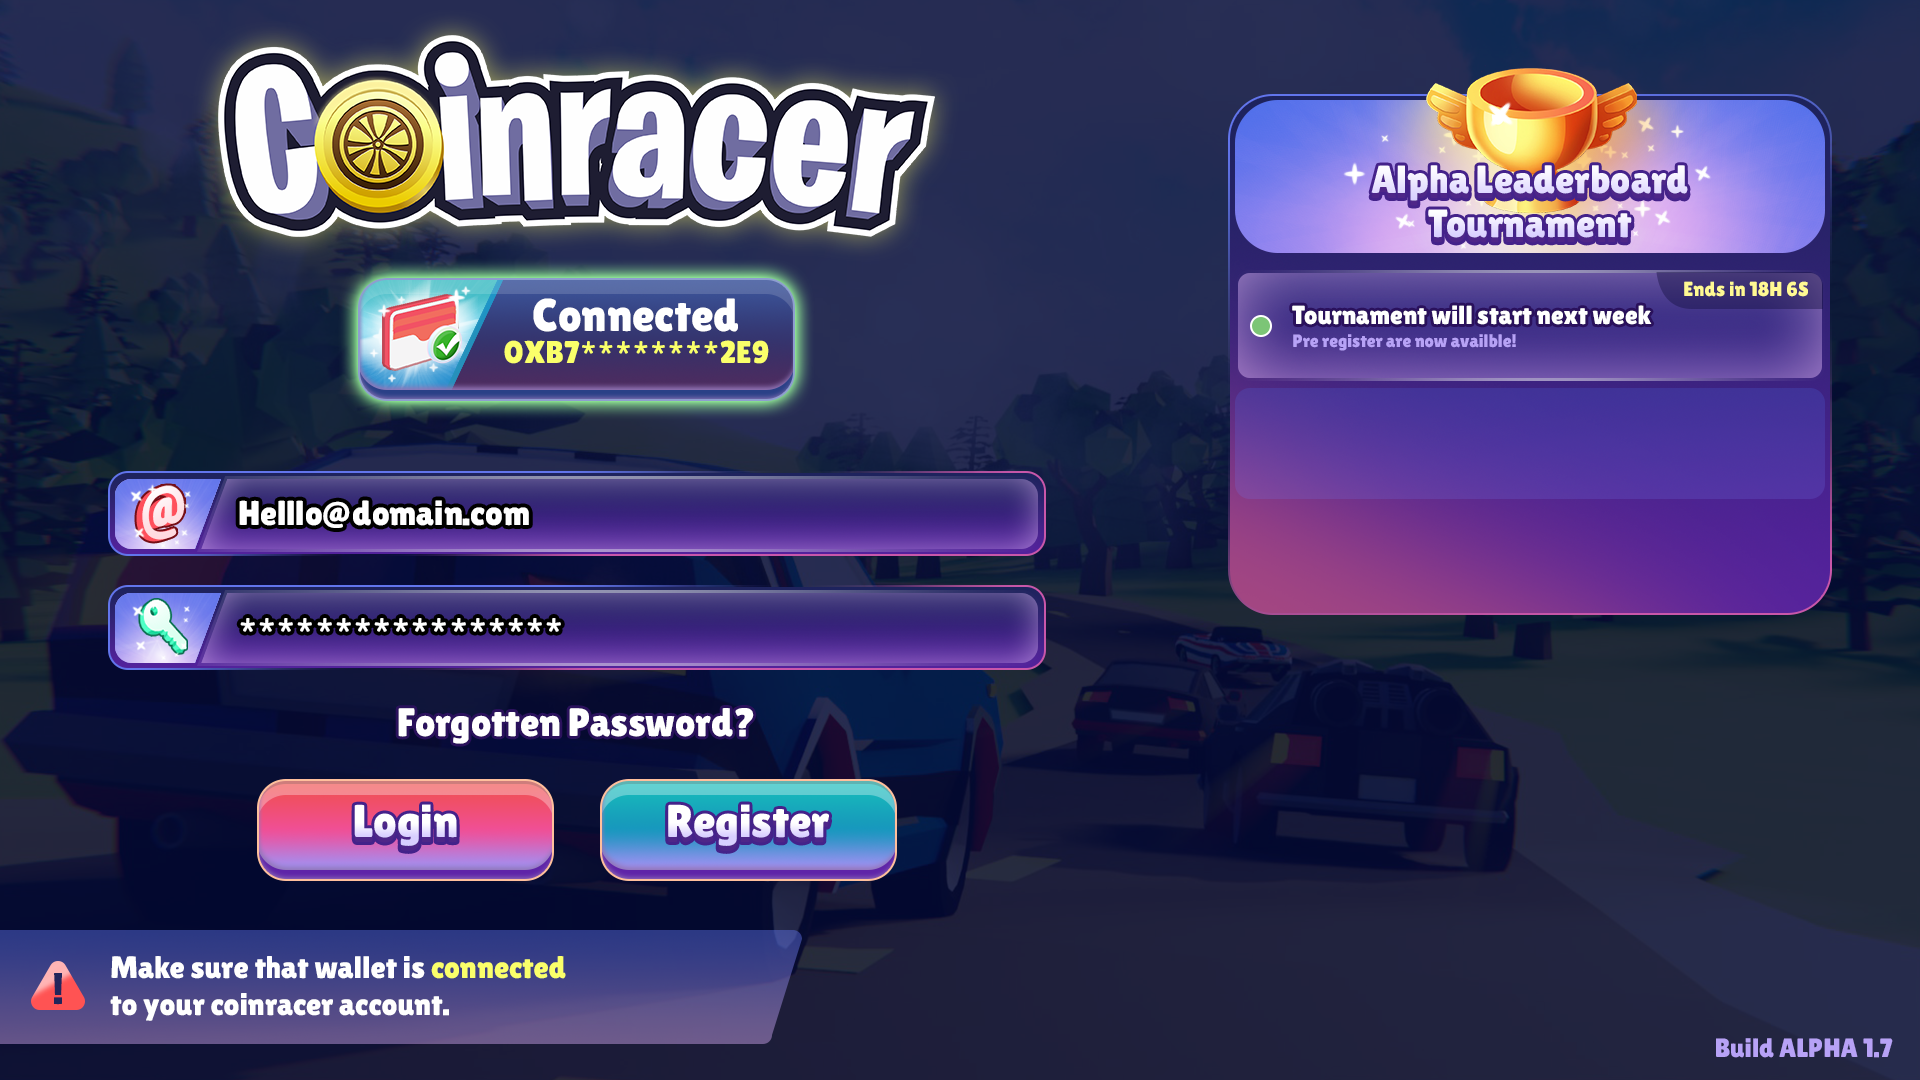 Coinracer
Connected
0XB7********2E9
Helllo@domain.com
*****************
Forgotten Password?
Login
Register
Make sure that wallet is connected
to your coinracer account.
Alpha Leaderboard
Tournament
Ends in 18H 6S
Tournament will start next week
Pre register are now availble!
Build ALPHA 1.7